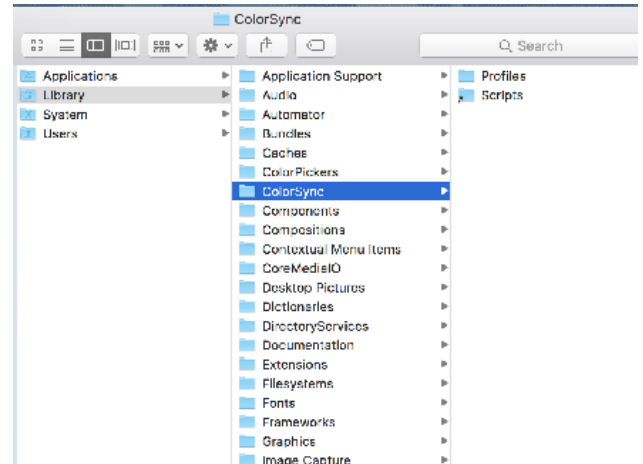 ColorSync
Search
Applications
Library
System
Users
Application Support
Audio
Automator
Bundles
Caches
ColorPickers
ColorSync
Components
Compositions
Contextual Menu Items
CoreMediaIO
Desktop Pictures
Dictionaries
DirectoryServices
Documentation
Extensions
Filesystems
Fonts
Frameworks
Graphics
Image Capture
Profiles
Scripts